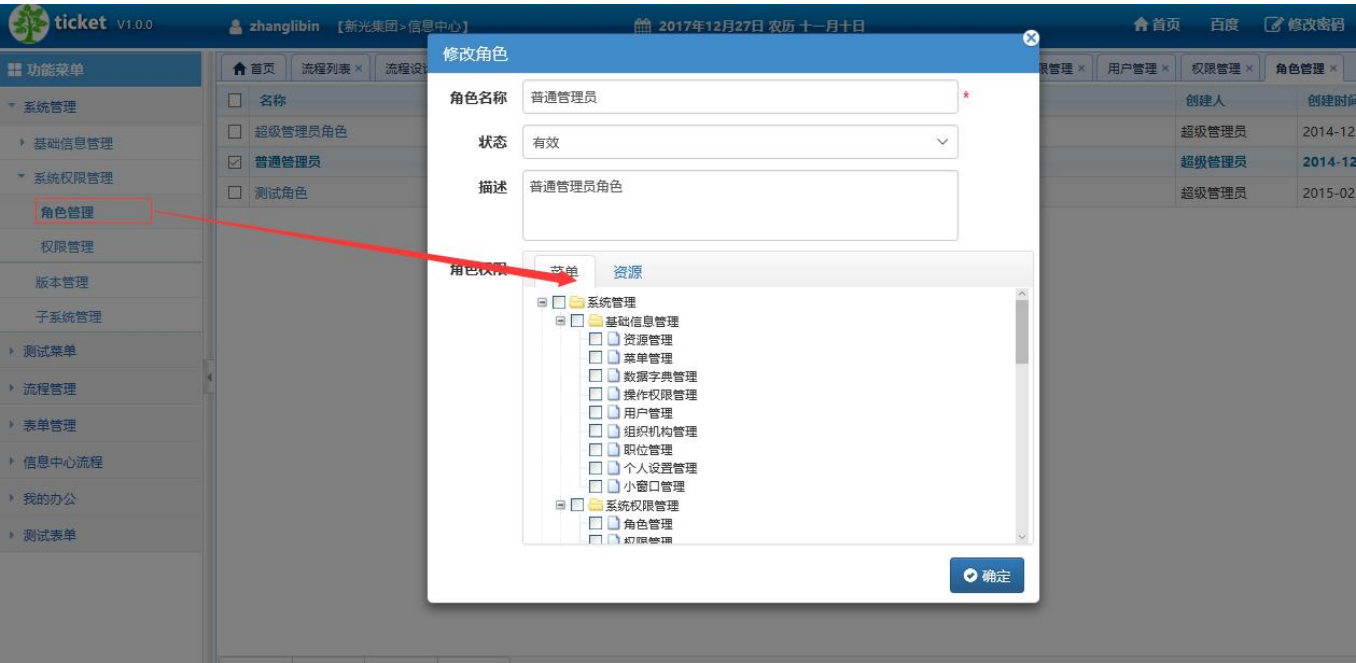 ticket V1.0.0
zhanglibin 【新光集团>信息中心】
2017年12月27日 农历 十一月十日
首页 百度 修改密码
功能菜单
首页 流程列表 × 流程设 限管理 × 用户管理 × 权限管理 × 角色管理 ×
系统管理
基础信息管理
系统权限管理
角色管理
权限管理
版本管理
子系统管理
测试菜单
流程管理
表单管理
信息中心流程
我的办公
测试表单
名称 创建人 创建时间
超级管理员角色 超级管理员 2014-12
普通管理员 超级管理员 2014-12
测试角色 超级管理员 2015-02
修改角色
角色名称 普通管理员 *
状态 有效
描述 普通管理员角色
角色权限 菜单 资源
系统管理
基础信息管理
资源管理
菜单管理
数据字典管理
操作权限管理
用户管理
组织机构管理
职位管理
个人设置管理
小窗口管理
系统权限管理
角色管理
权限管理
确定